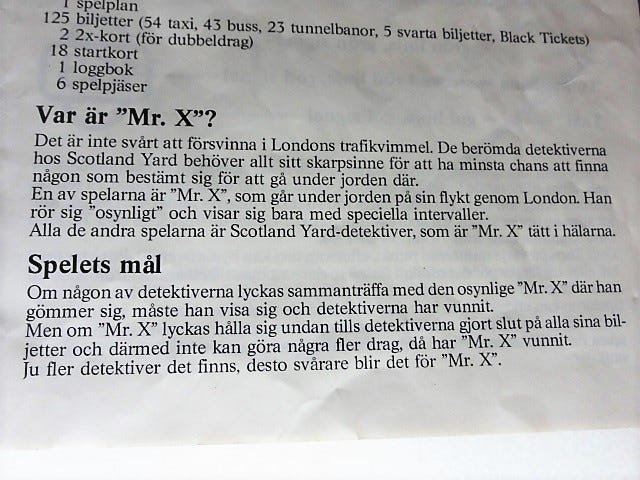 1 spelplan
125 biljetter (54 taxi, 43 buss, 23 tunnelbanor, 5 svarta biljetter, Black Tickets)
2 2x-kort (för dubbeldrag)
18 startkort
1 loggbok
6 spelpjäser
Var är ”Mr. X”?
Det är inte svårt att försvinna i Londons trafikvimmel. De berömda detektiverna
hos Scotland Yard behöver allt sitt skarpsinne för att ha minsta chans att finna
någon som bestämt sig för att gå under jorden där.
En av spelarna är ”Mr. X”, som går under jorden på sin flykt genom London. Han
rör sig ”osynligt” och visar sig bara med speciella intervaller.
Alla de andra spelarna är Scotland Yard-detektiver, som är ”Mr. X” tätt i hälarna.
Spelets mål
Om någon av detektiverna lyckas sammanträffa med den osynlige ”Mr. X” där han
gömmer sig, måste han visa sig och detektiverna har vunnit.
Men om ”Mr. X” lyckas hålla sig undan tills detektiverna gjort slut på alla sina bil-
jetter och därmed inte kan göra några fler drag, då har ”Mr. X” vunnit.
Ju fler detektiver det finns, desto svårare blir det för ”Mr. X”.